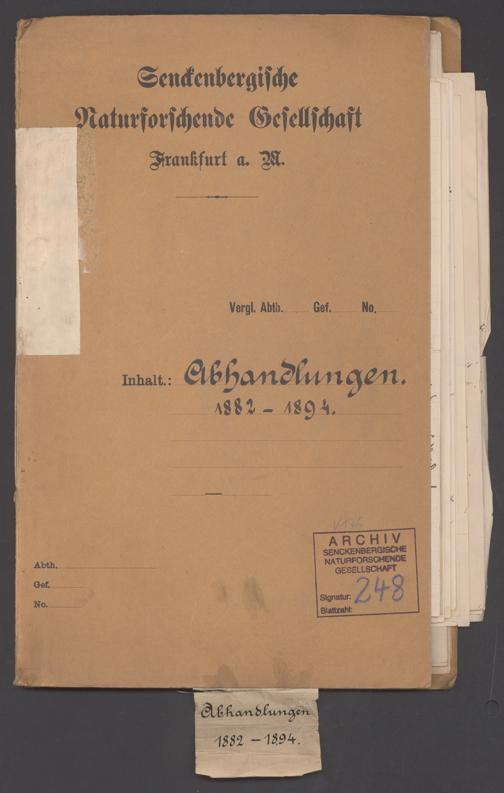 Senckenbergische
Naturforschende Gesellschaft
Frankfurt a. M.
Vergl. Abth. Gef. No.
Inhalt.: Abhandlungen.
1882 - 1894.
ARCHIV
SENCKENBERGISCHE
NATURFORSCHENDE
GESELLSCHAFT
Signatur: 248
Blattzahl:
Abth.
Gef.
No.
Abhandlungen
1882 - 1894.